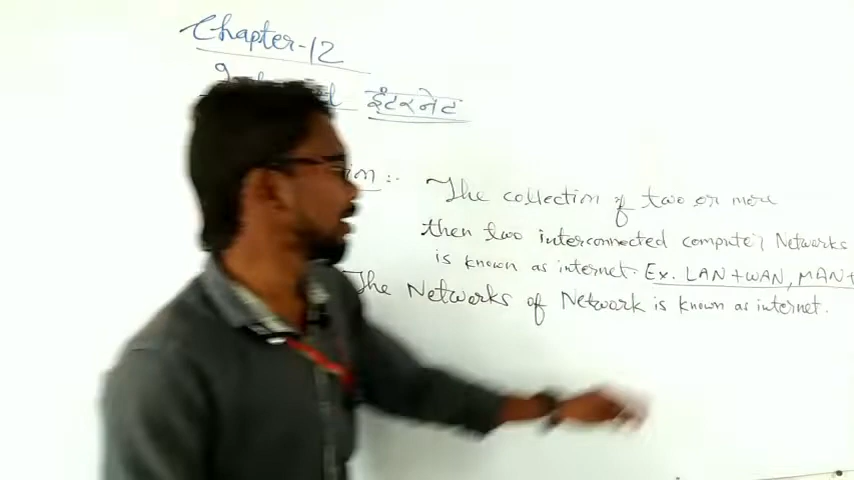 Chapter-12
इंटरनेट
The collection of two or more
then two interconnected computer Networks
is known as internet. Ex. LAN+WAN, MAN+
The Networks of Network is known as internet.